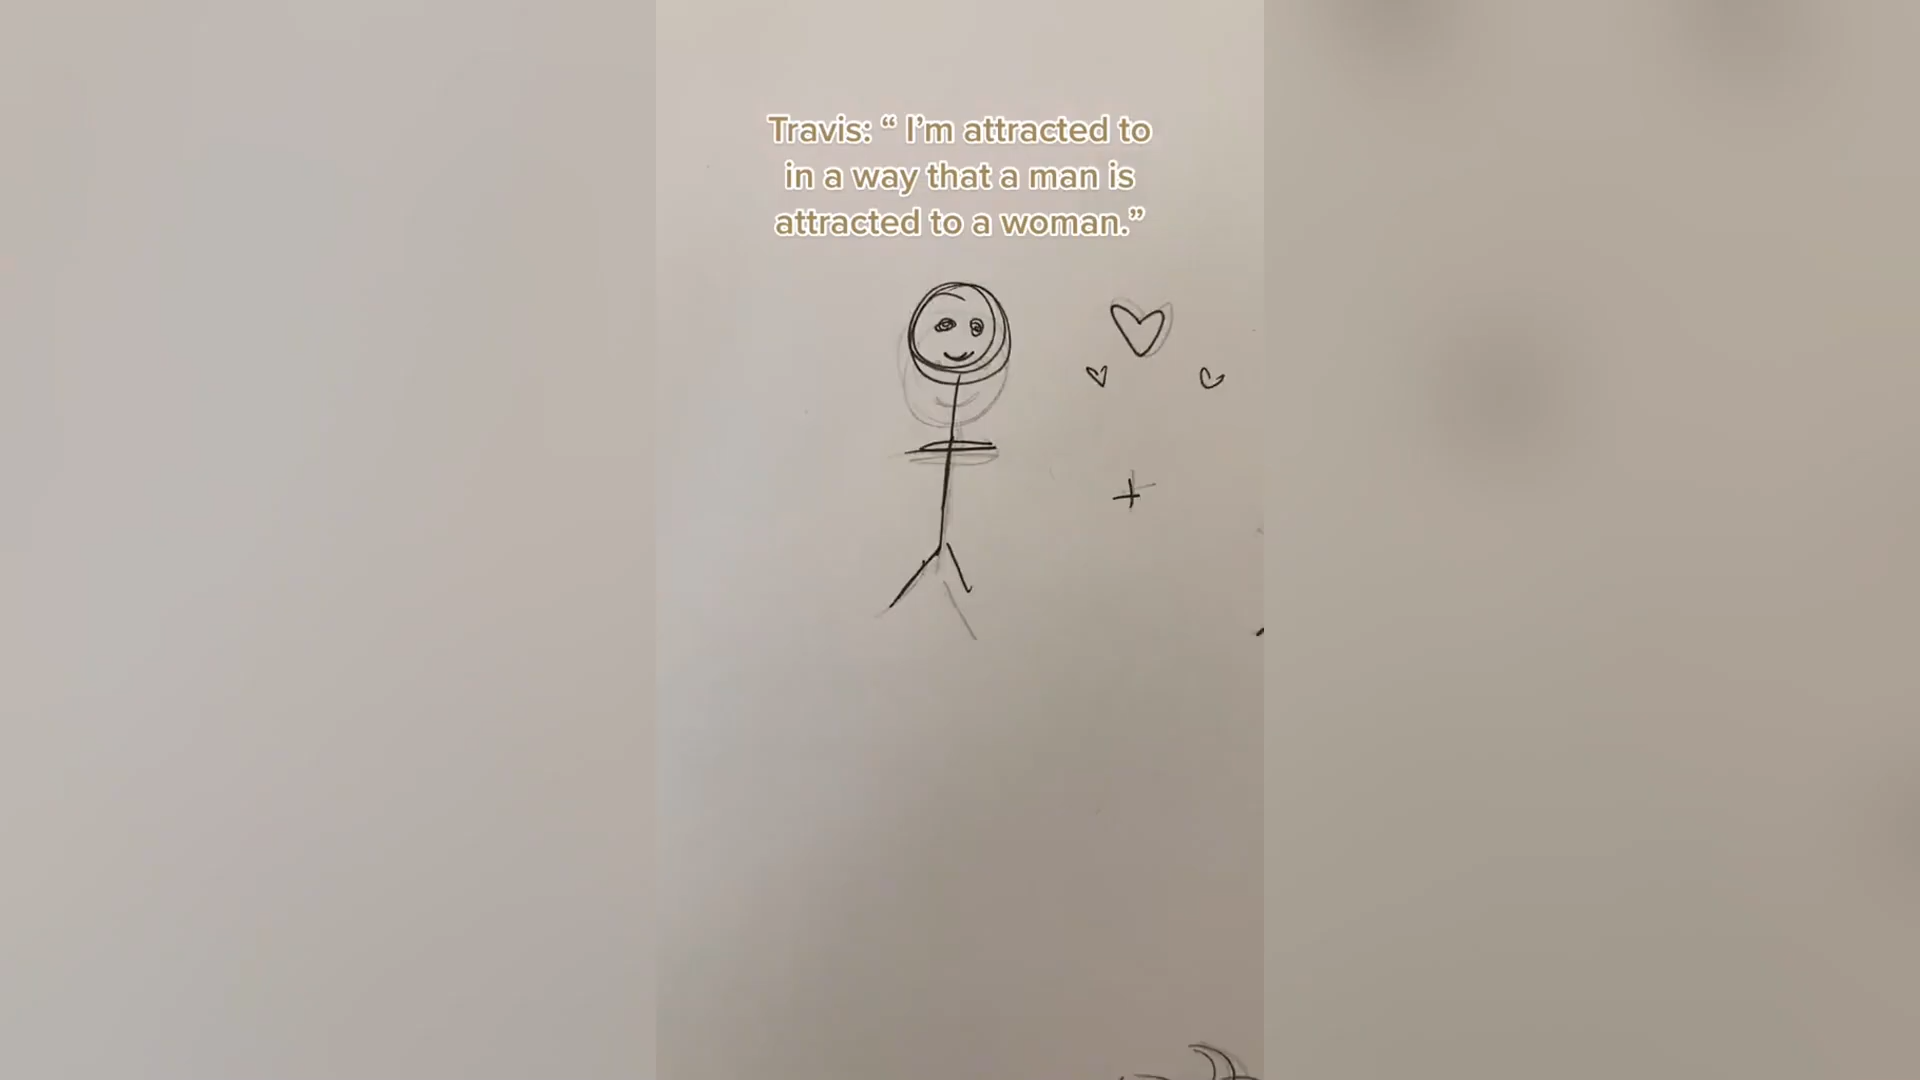 Travis: “ I’m attracted to
in a way that a man is
attracted to a woman.”